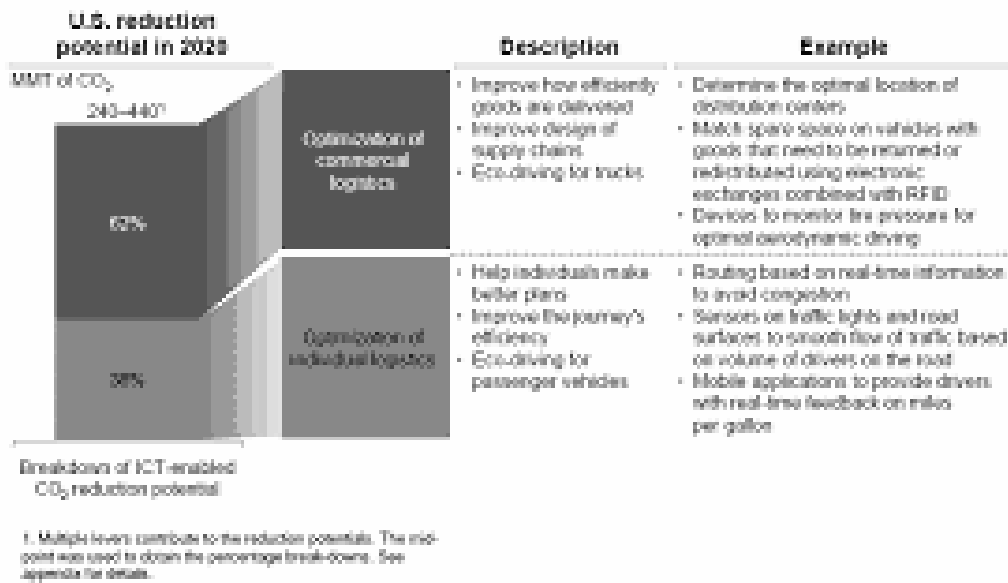 U.S. reduction
potential in 2020
Description
Example
MMT of CO₂
240–440¹
62%
38%
Optimization of
commercial
logistics
• Improve how efficiently
goods are delivered
• Improve design of
supply chains
• Eco-driving for trucks
• Determine the optimal location of
distribution centers
• Match spare space on vehicles with
goods that need to be returned or
redistributed using electronic
exchanges combined with RFID
• Devices to monitor tire pressure for
optimal aerodynamic driving
Optimization of
individual logistics
• Help individuals make
better plans
• Improve the journey's
efficiency
• Eco-driving for
passenger vehicles
• Routing based on real-time information
to avoid congestion
• Sensors on traffic lights and road
surfaces to smooth flow of traffic based
on volume of drivers on the road
• Mobile applications to provide drivers
with real-time feedback on miles
per gallon
Breakdown of ICT-enabled
CO₂ reduction potential
1. Multiple levers contribute to the reduction potentials. The mid-
point was used to obtain the percentage break-downs. See
appendix for details.